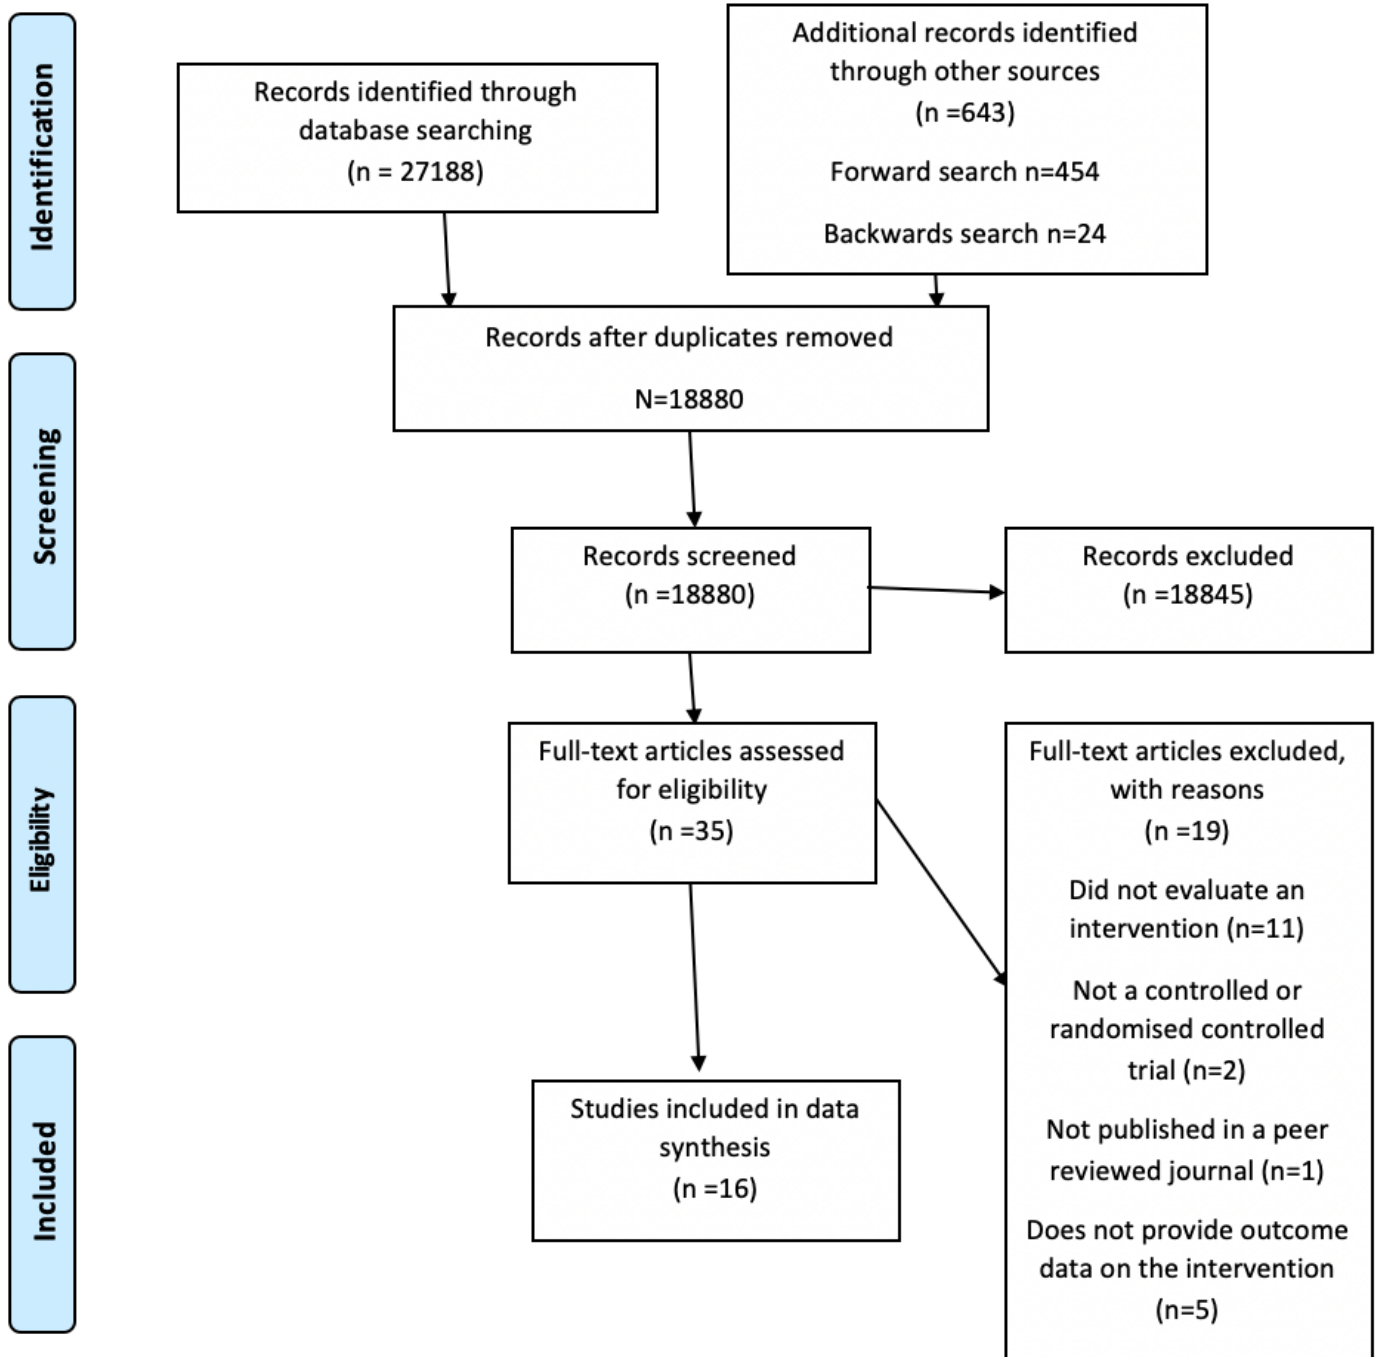 Identification
Records identified through
database searching
(n = 27188)
Additional records identified
through other sources
(n =643)
Forward search n=454
Backwards search n=24
Records after duplicates removed
N=18880
Screening
Records screened
(n =18880)
Records excluded
(n =18845)
Eligibility
Full-text articles assessed
for eligibility
(n =35)
Full-text articles excluded,
with reasons
(n =19)
Did not evaluate an
intervention (n=11)
Not a controlled or
randomised controlled
trial (n=2)
Not published in a peer
reviewed journal (n=1)
Does not provide outcome
data on the intervention
(n=5)
Included
Studies included in data
synthesis
(n =16)